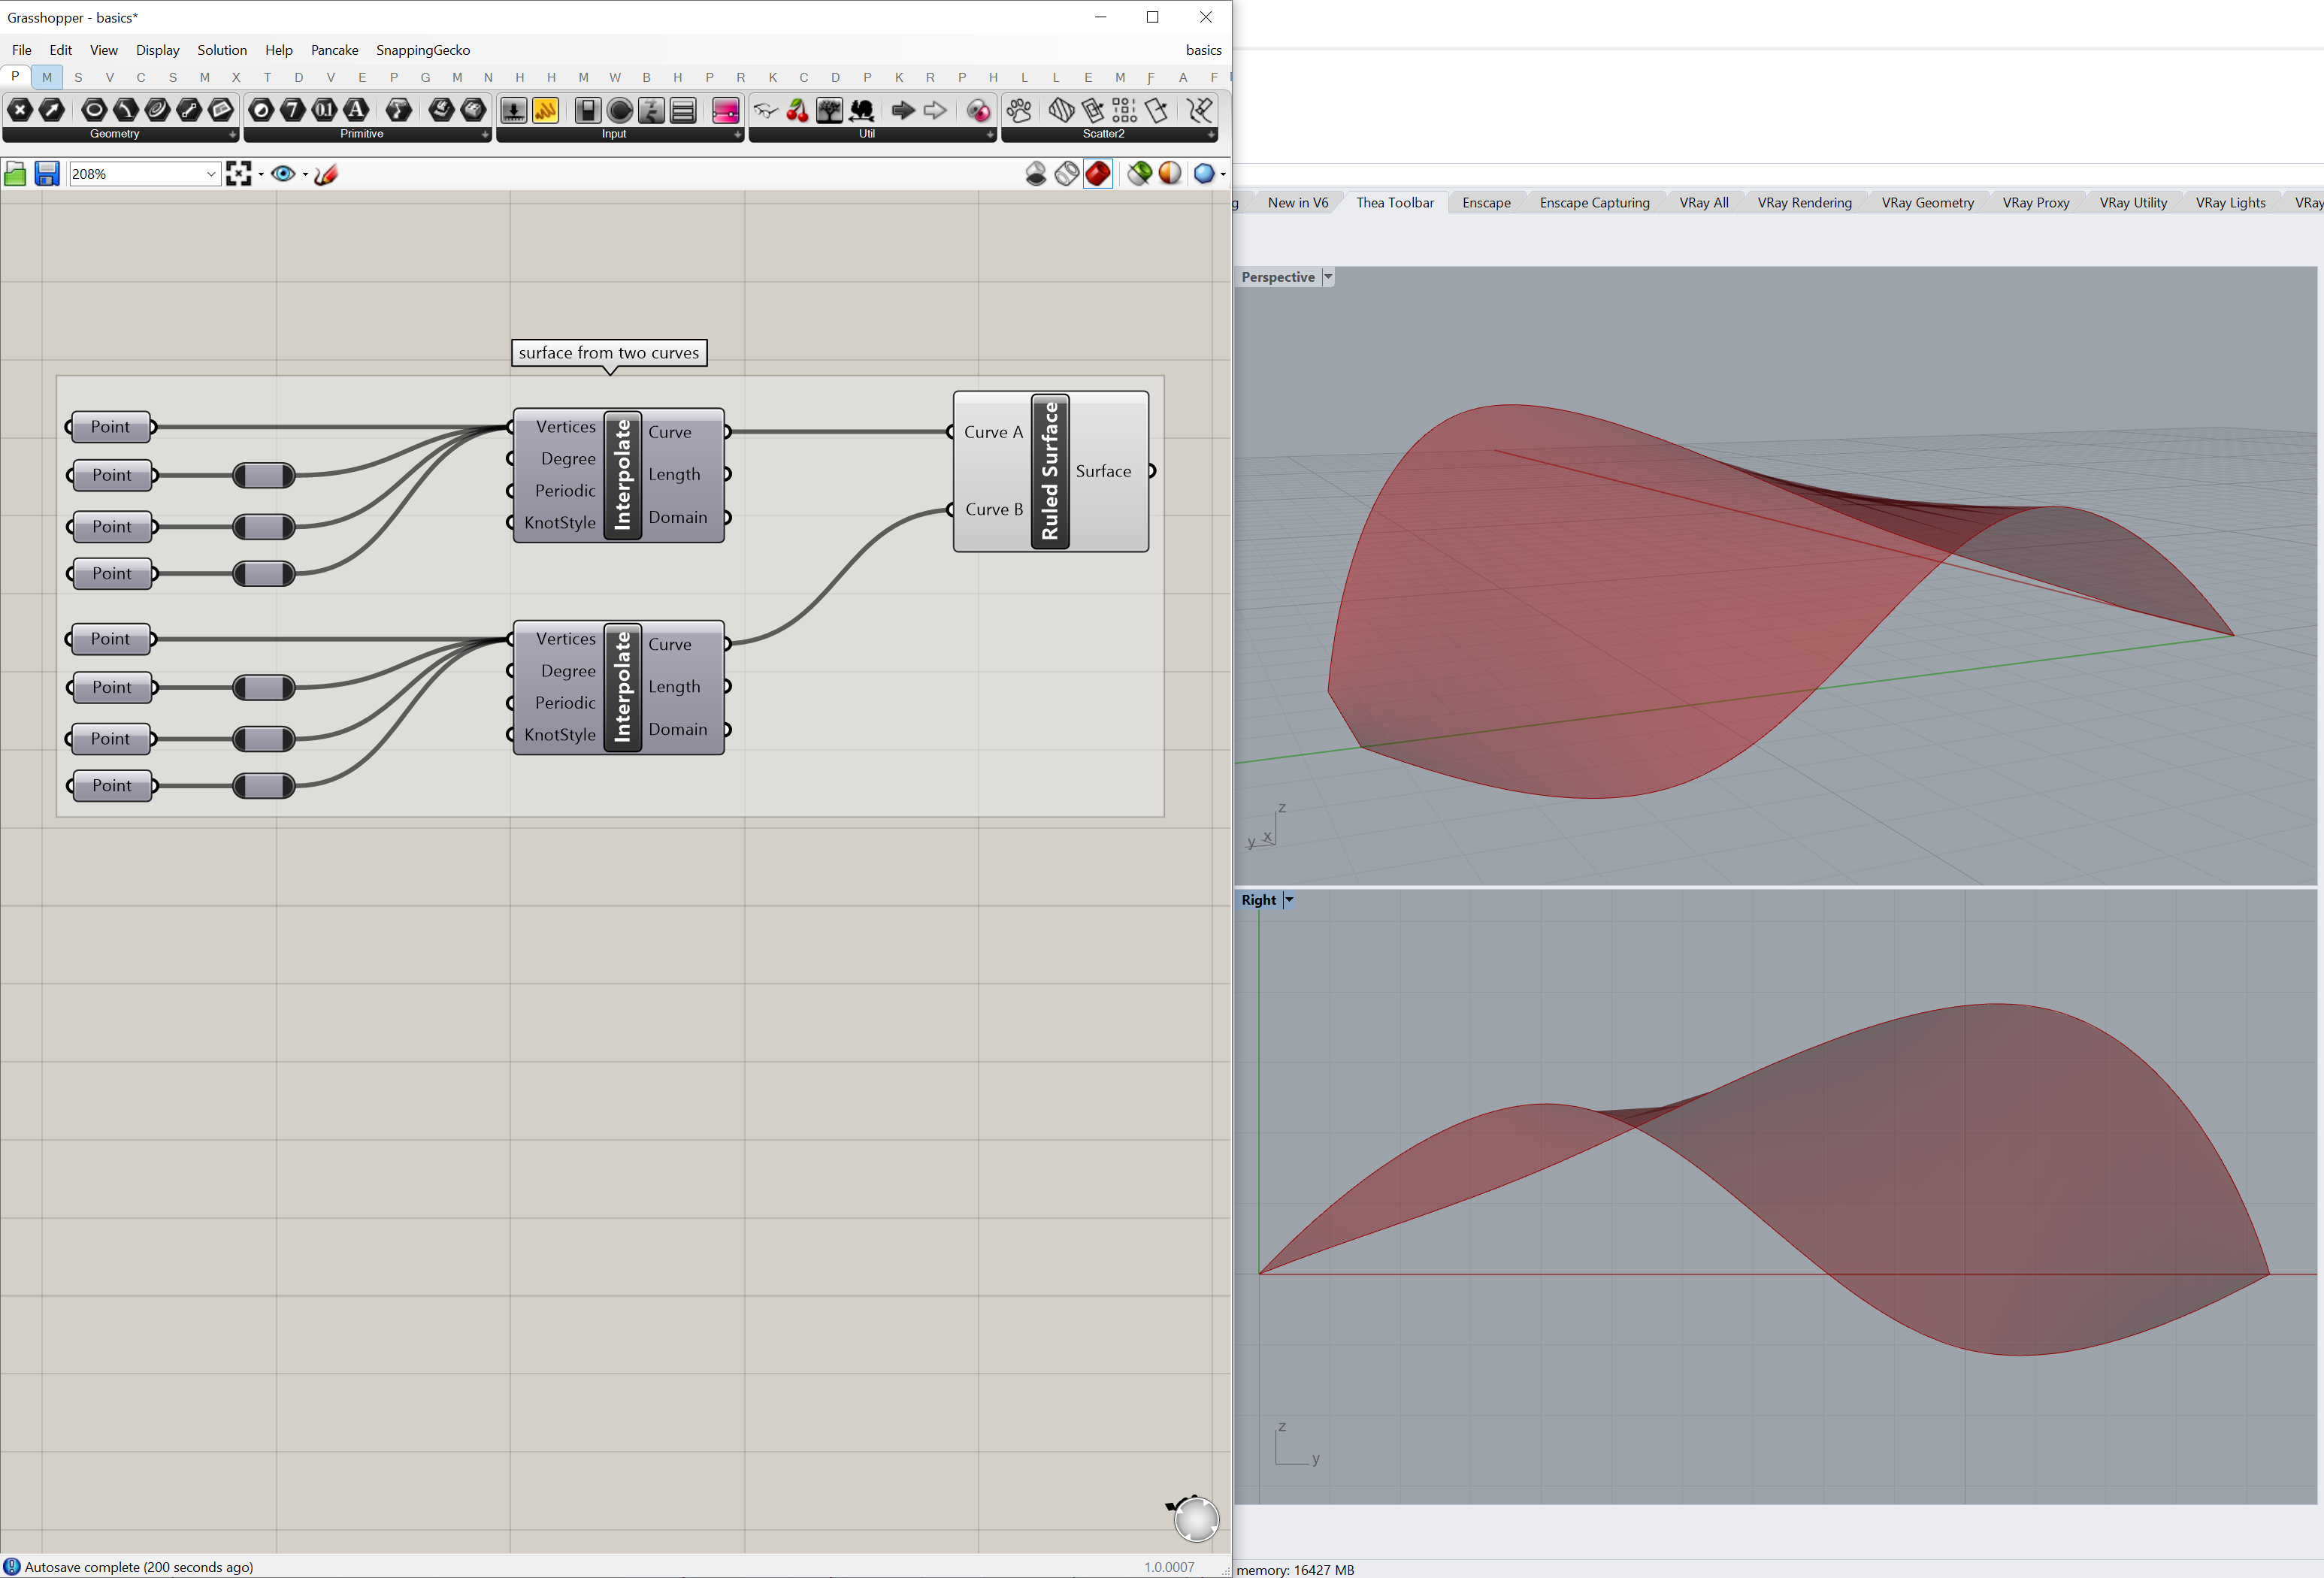 Grasshopper - basics*
File Edit View Display Solution Help Pancake SnappingGecko basics
P M S V C S M X T D V E P G M N H H M W B H P R K C D P K R P H L L E M F A F
Geometry Primitive Input Util Scatter2
208%
New in V6 Thea Toolbar Enscape Enscape Capturing VRay All VRay Rendering VRay Geometry VRay Proxy VRay Utility VRay Lights VRay
Perspective
surface from two curves
Point
Point
Point
Point
Vertices
Degree
Periodic
KnotStyle
Interpolate
Curve
Length
Domain
Curve A
Curve B
Ruled Surface
Surface
Point
Point
Point
Point
Vertices
Degree
Periodic
KnotStyle
Interpolate
Curve
Length
Domain
z
y x
Right
z
y
Autosave complete (200 seconds ago)
1.0.0007
memory: 16427 MB